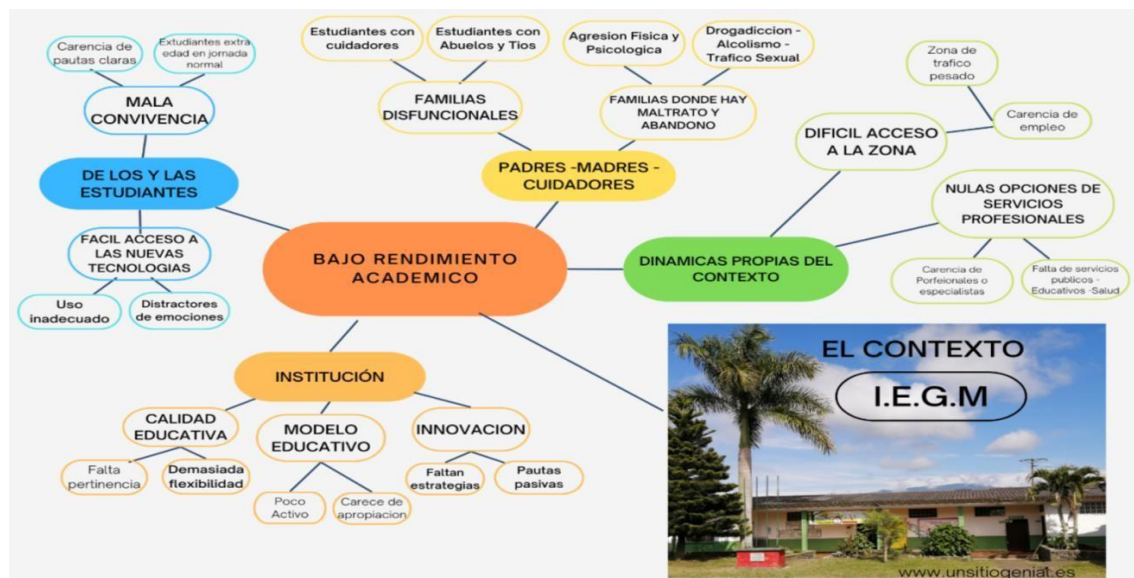 Carencia de
pautas claras
Extudiantes extra
edad en jornada
normal
MALA
CONVIVENCIA
DE LOS Y LAS
ESTUDIANTES
FACIL ACCESO A
LAS NUEVAS
TECNOLOGIAS
Uso
inadecuado
Distractores
de emociones
Estudiantes con
cuidadores
Estudiantes con
Abuelos y Tios
FAMILIAS
DISFUNCIONALES
Agresion Fisica y
Psicologica
Drogadiccion -
Alcolismo -
Trafico Sexual
FAMILIAS DONDE HAY
MALTRATO Y
ABANDONO
PADRES -MADRES -
CUIDADORES
BAJO RENDIMIENTO
ACADEMICO
Zona de
trafico
pesado
Carencia de
empleo
DIFICIL ACCESO
A LA ZONA
NULAS OPCIONES DE
SERVICIOS
PROFESIONALES
DINAMICAS PROPIAS DEL
CONTEXTO
Carencia de
Porfeionales o
especialistas
Falta de servicios
publicos -
Educativos -Salud
INSTITUCIÓN
CALIDAD
EDUCATIVA
MODELO
EDUCATIVO
INNOVACION
Falta
pertinencia
Demasiada
flexibilidad
Poco
Activo
Carece de
apropiacion
Faltan
estrategias
Pautas
pasivas
EL CONTEXTO
I.E.G.M
www.unsitiogenial.es